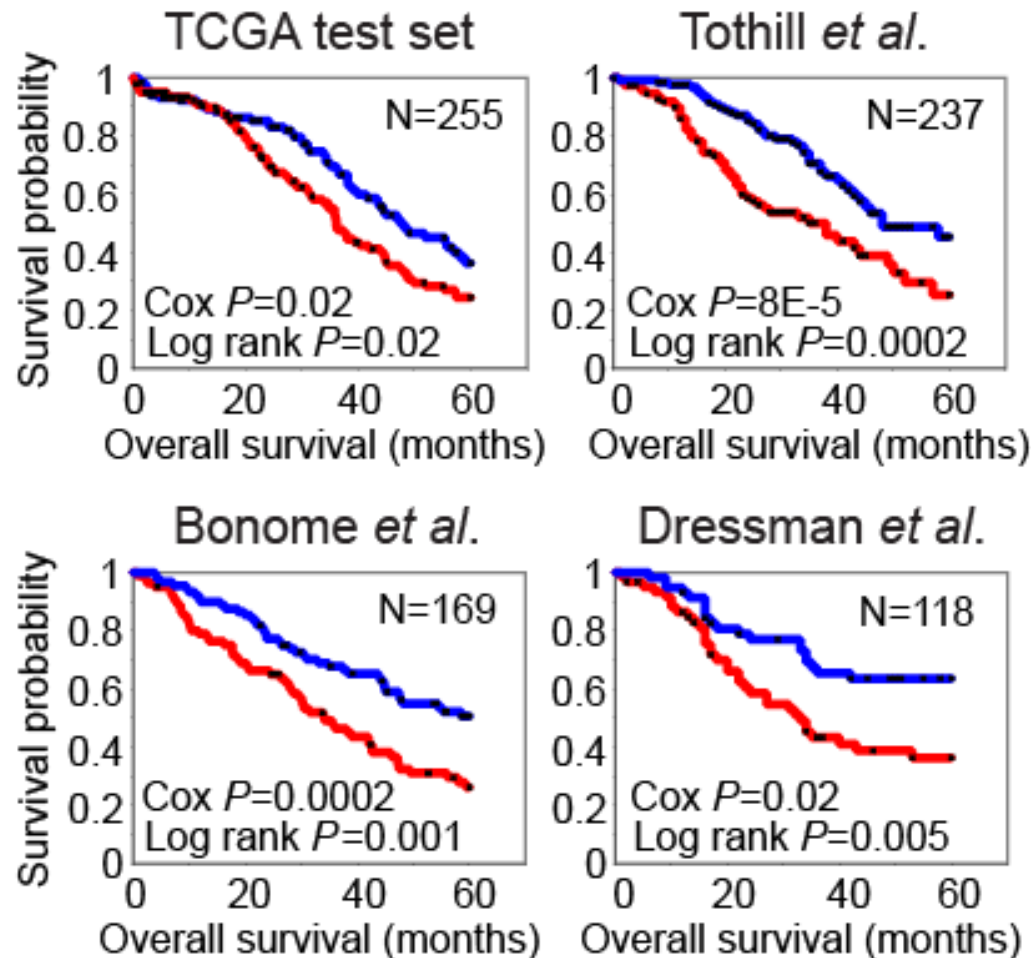 TCGA test set
Survival probability
1
0.8
0.6
0.4
0.2
0
N=255
Cox P=0.02
Log rank P=0.02
0 20 40 60
Overall survival (months)
Tothill et al.
1
0.8
0.6
0.4
0.2
0
N=237
Cox P=8E-5
Log rank P=0.0002
0 20 40 60
Overall survival (months)
Bonome et al.
Survival probability
1
0.8
0.6
0.4
0.2
0
N=169
Cox P=0.0002
Log rank P=0.001
0 20 40 60
Overall survival (months)
Dressman et al.
1
0.8
0.6
0.4
0.2
0
N=118
Cox P=0.02
Log rank P=0.005
0 20 40 60
Overall survival (months)